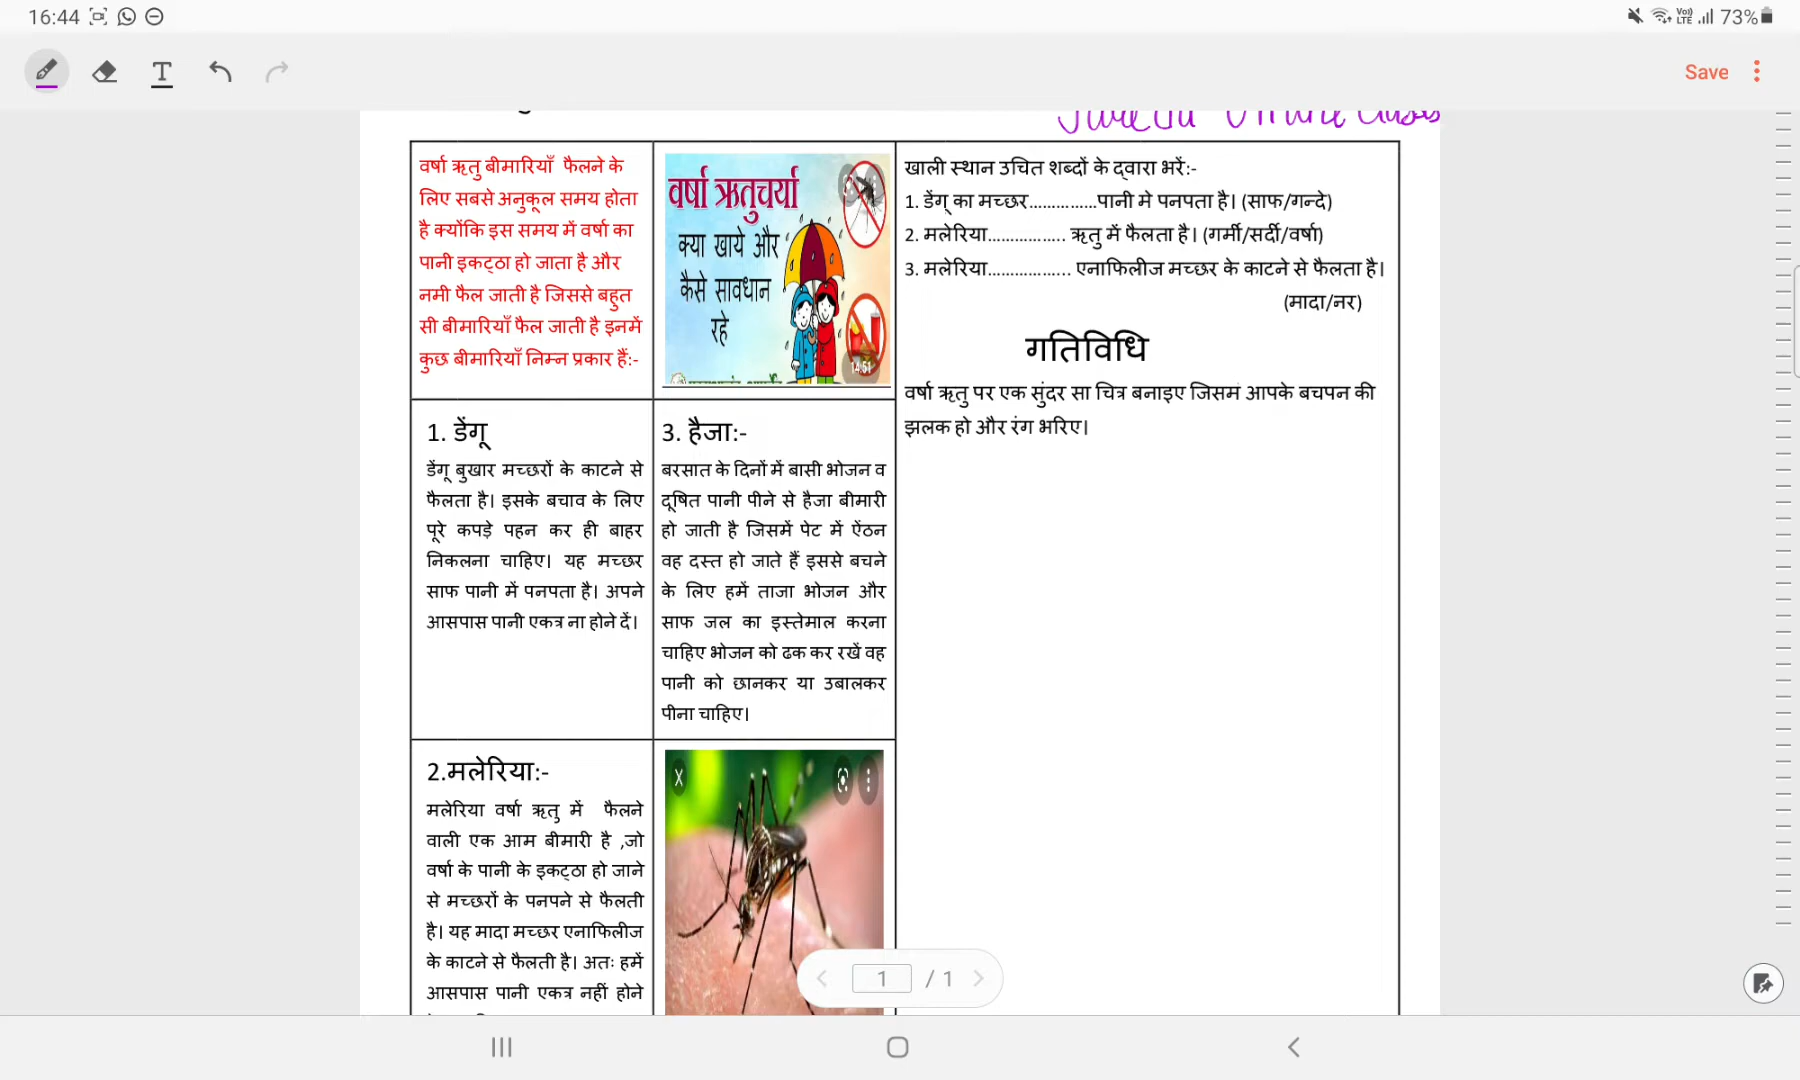 16:44
73%
Save
वर्षा ऋतु बीमारियाँ फैलने के
लिए सबसे अनुकूल समय होता
है क्योंकि इस समय में वर्षा का
पानी इकट्ठा हो जाता है और
नमी फैल जाती है जिससे बहुत
सी बीमारियाँ फैल जाती है इनमें
कुछ बीमारियाँ निम्न प्रकार हैं:-
वर्षा ऋतुचर्या
क्या खाये और
कैसे सावधान
रहे
14:51
खाली स्थान उचित शब्दों के द्वारा भरें:-
1. डेंगू का मच्छर.............पानी मे पनपता है। (साफ/गन्दे)
2. मलेरिया............... ऋतु में फैलता है। (गर्मी/सर्दी/वर्षा)
3. मलेरिया................ एनाफिलीज मच्छर के काटने से फैलता है।
(मादा/नर)
गतिविधि
वर्षा ऋतु पर एक सुंदर सा चित्र बनाइए जिसमं आपके बचपन की
झलक हो और रंग भरिए।
1. डेंगू
डेंगू बुखार मच्छरों के काटने से
फैलता है। इसके बचाव के लिए
पूरे कपड़े पहन कर ही बाहर
निकलना चाहिए। यह मच्छर
साफ पानी में पनपता है। अपने
आसपास पानी एकत्र ना होने दें।
3. हैजा:-
बरसात के दिनों में बासी भोजन व
दूषित पानी पीने से हैजा बीमारी
हो जाती है जिसमें पेट में ऐंठन
वह दस्त हो जाते हैं इससे बचने
के लिए हमें ताजा भोजन और
साफ जल का इस्तेमाल करना
चाहिए भोजन को ढक कर रखें वह
पानी को छानकर या उबालकर
पीना चाहिए।
2.मलेरिया:-
मलेरिया वर्षा ऋतु में फैलने
वाली एक आम बीमारी है ,जो
वर्षा के पानी के इकट्ठा हो जाने
से मच्छरों के पनपने से फैलती
है। यह मादा मच्छर एनाफिलीज
के काटने से फैलती है। अतः हमें
आसपास पानी एकत्र नहीं होने
1 / 1